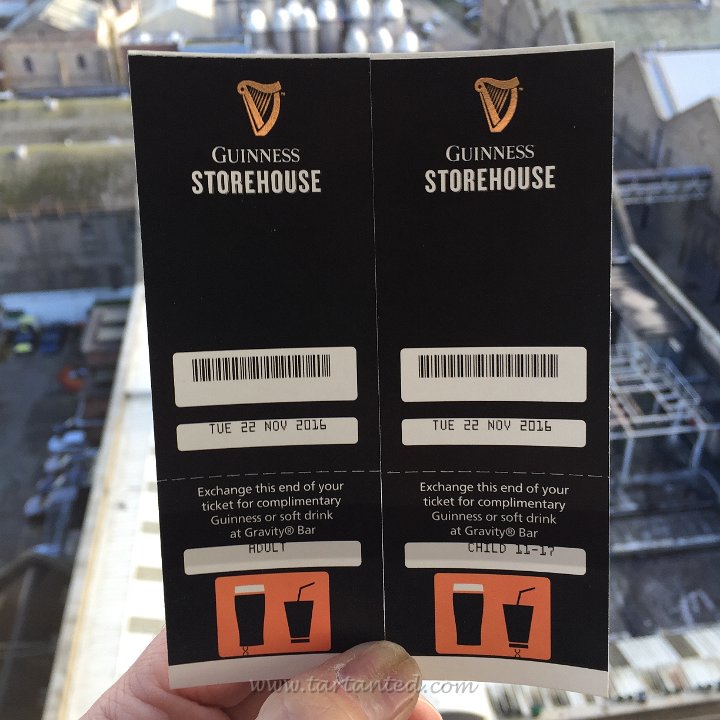 GUINNESS
STOREHOUSE
TUE 22 NOV 2016
Exchange this end of your
ticket for complimentary
Guinness or soft drink
at Gravity® Bar
ADULT
X
GUINNESS
STOREHOUSE
TUE 22 NOV 2016
Exchange this end of your
ticket for complimentary
Guinness or soft drink
at Gravity® Bar
CHILD 11-17
X
www.tartanted.com